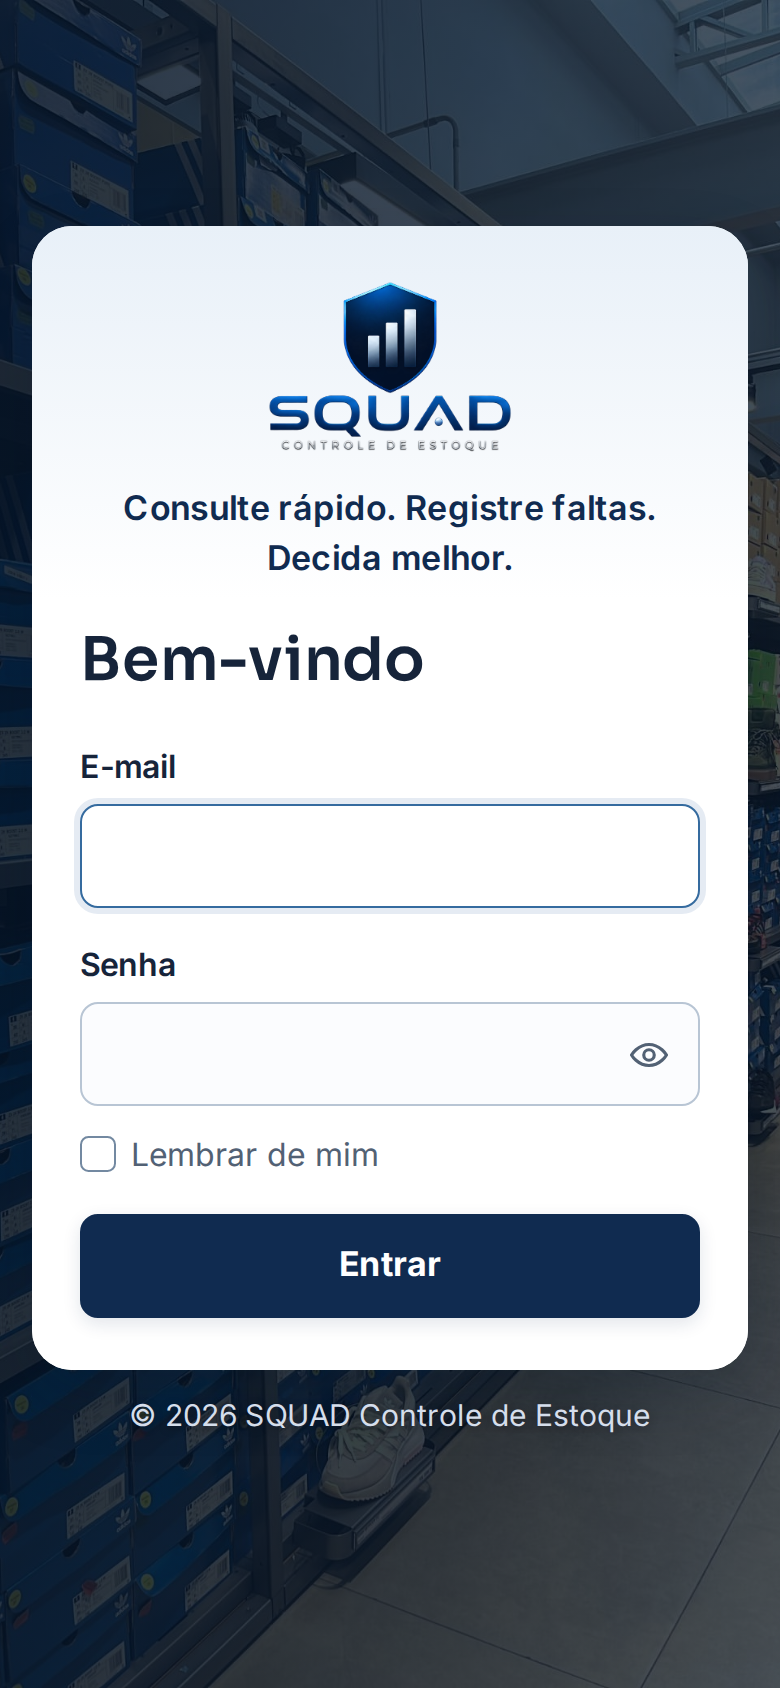 SQUAD
CONTROLE DE ESTOQUE
Consulte rápido. Registre faltas.
Decida melhor.
Bem-vindo
E-mail
Senha
Lembrar de mim
Entrar
© 2026 SQUAD Controle de Estoque